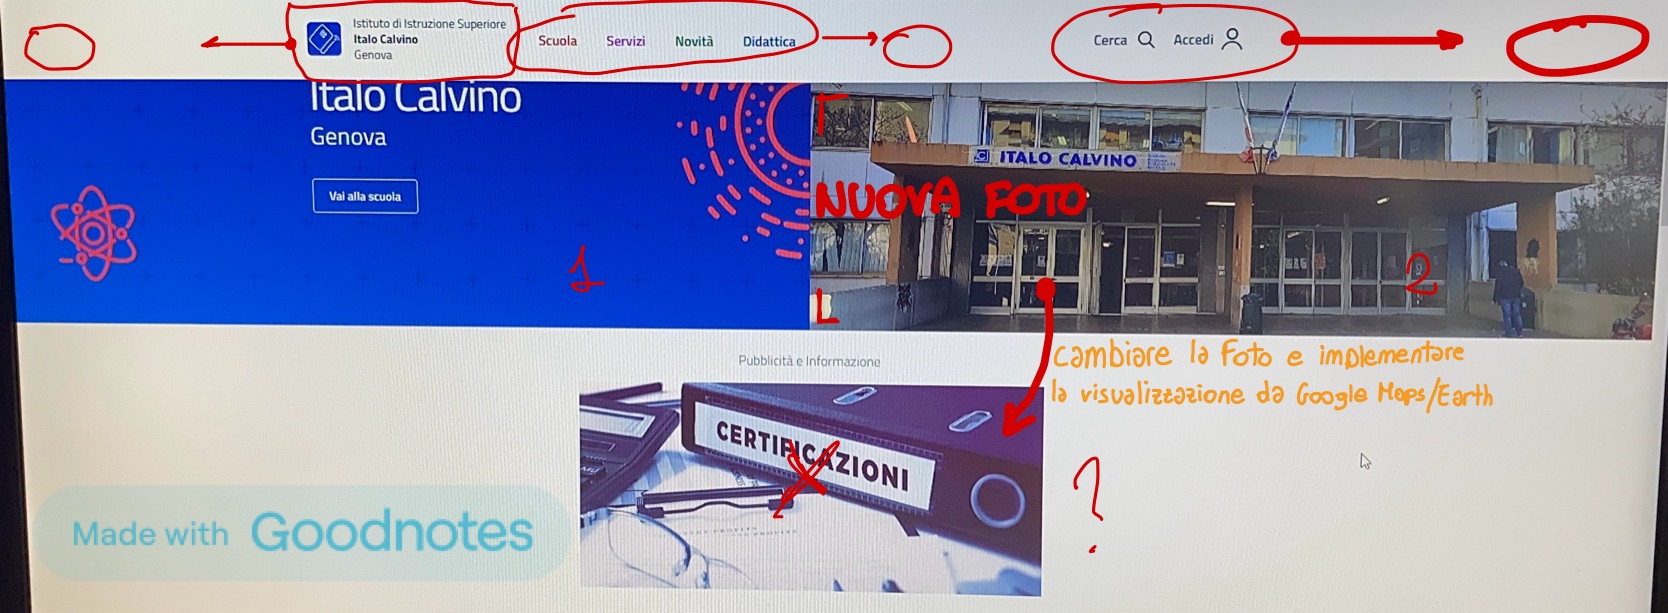 Istituto di Istruzione Superiore
Italo Calvino
Genova
Scuola Servizi Novità Didattica
Cerca Accedi
Italo Calvino
Genova
Vai alla scuola
1
ITALO CALVINO
NUOVA FOTO
2
cambiare la Foto e implementare
la visualizzazione da Google Maps/Earth
Pubblicità e Informazione
CERTIFICAZIONI
X
?
Made with Goodnotes